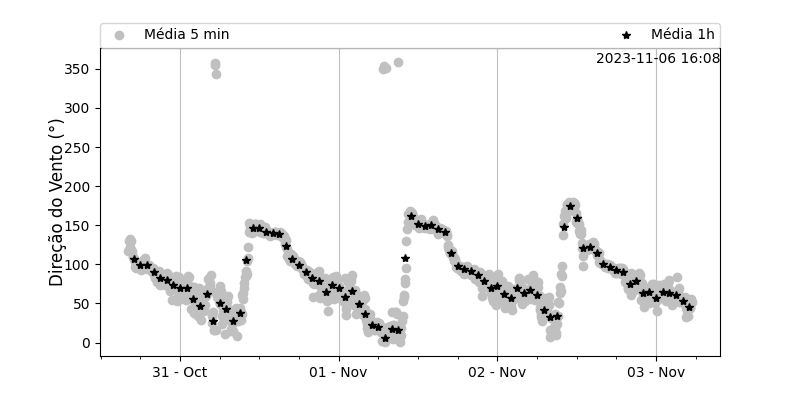 Média 5 min
Média 1h
2023-11-06 16:08
Direção do Vento (°)
350
300
250
200
150
100
50
0
31 - Oct
01 - Nov
02 - Nov
03 - Nov